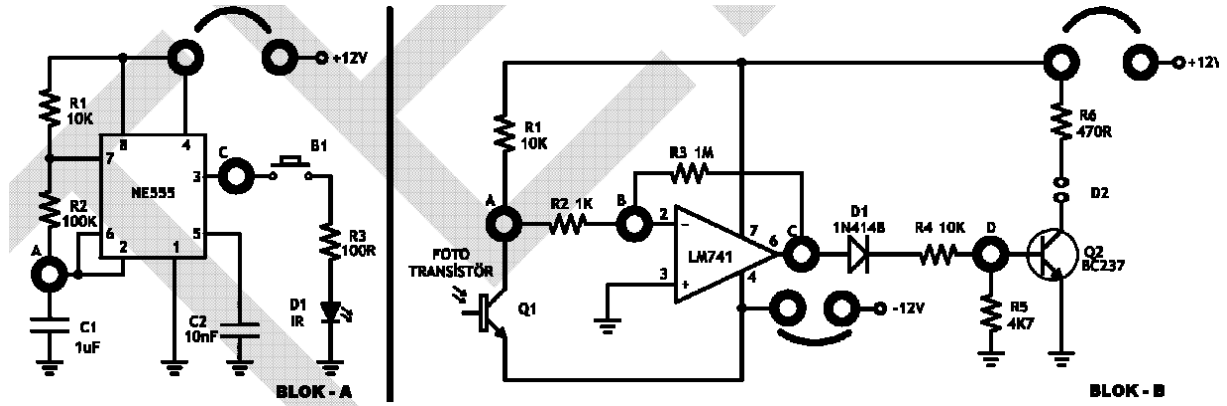 +12V
R1
10K
8
4
7
C
B1
3
NE555
R2
100K
6
2
1
5
A
R3
100R
C1
1uF
C2
10nF
D1
IR
BLOK - A
+12V
R1
10K
R6
470R
R3 1M
A
R2 1K
B
2
-
7
6
C
D1
1N4148
R4 10K
D
D2
LM741
FOTO
TRANSİSTÖR
3
+
4
Q2
BC237
Q1
-12V
R5
4K7
BLOK - B